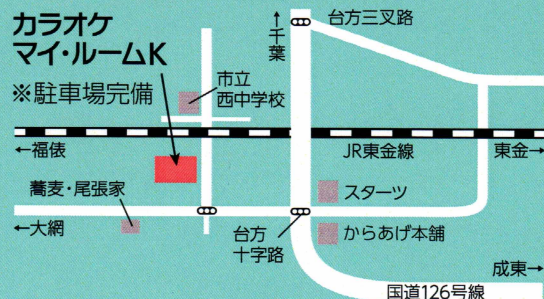 カラオケ
マイ・ルームK
※駐車場完備
↑千葉
台方三叉路
市立
西中学校
←福俵
JR東金線
東金→
蕎麦・尾張家
スターツ
←大網
台方
十字路
からあげ本舗
成東→
国道126号線